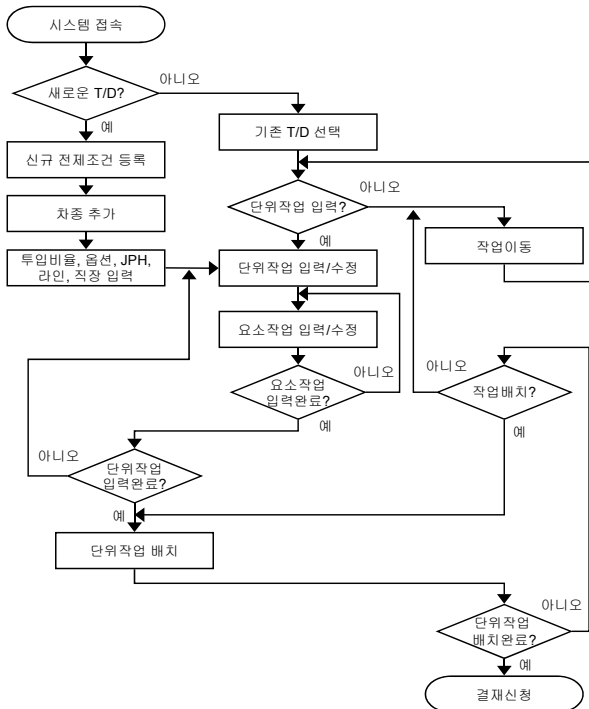 시스템 접속
새로운 T/D?
아니오
예
기존 T/D 선택
신규 전제조건 등록
단위작업 입력?
아니오
차종 추가
예
작업이동
투입비율, 옵션, JPH,
라인, 직장 입력
단위작업 입력/수정
요소작업 입력/수정
요소작업
입력완료?
아니오
예
작업배치?
아니오
예
단위작업
입력완료?
아니오
예
단위작업 배치
단위작업
배치완료?
아니오
예
결재신청